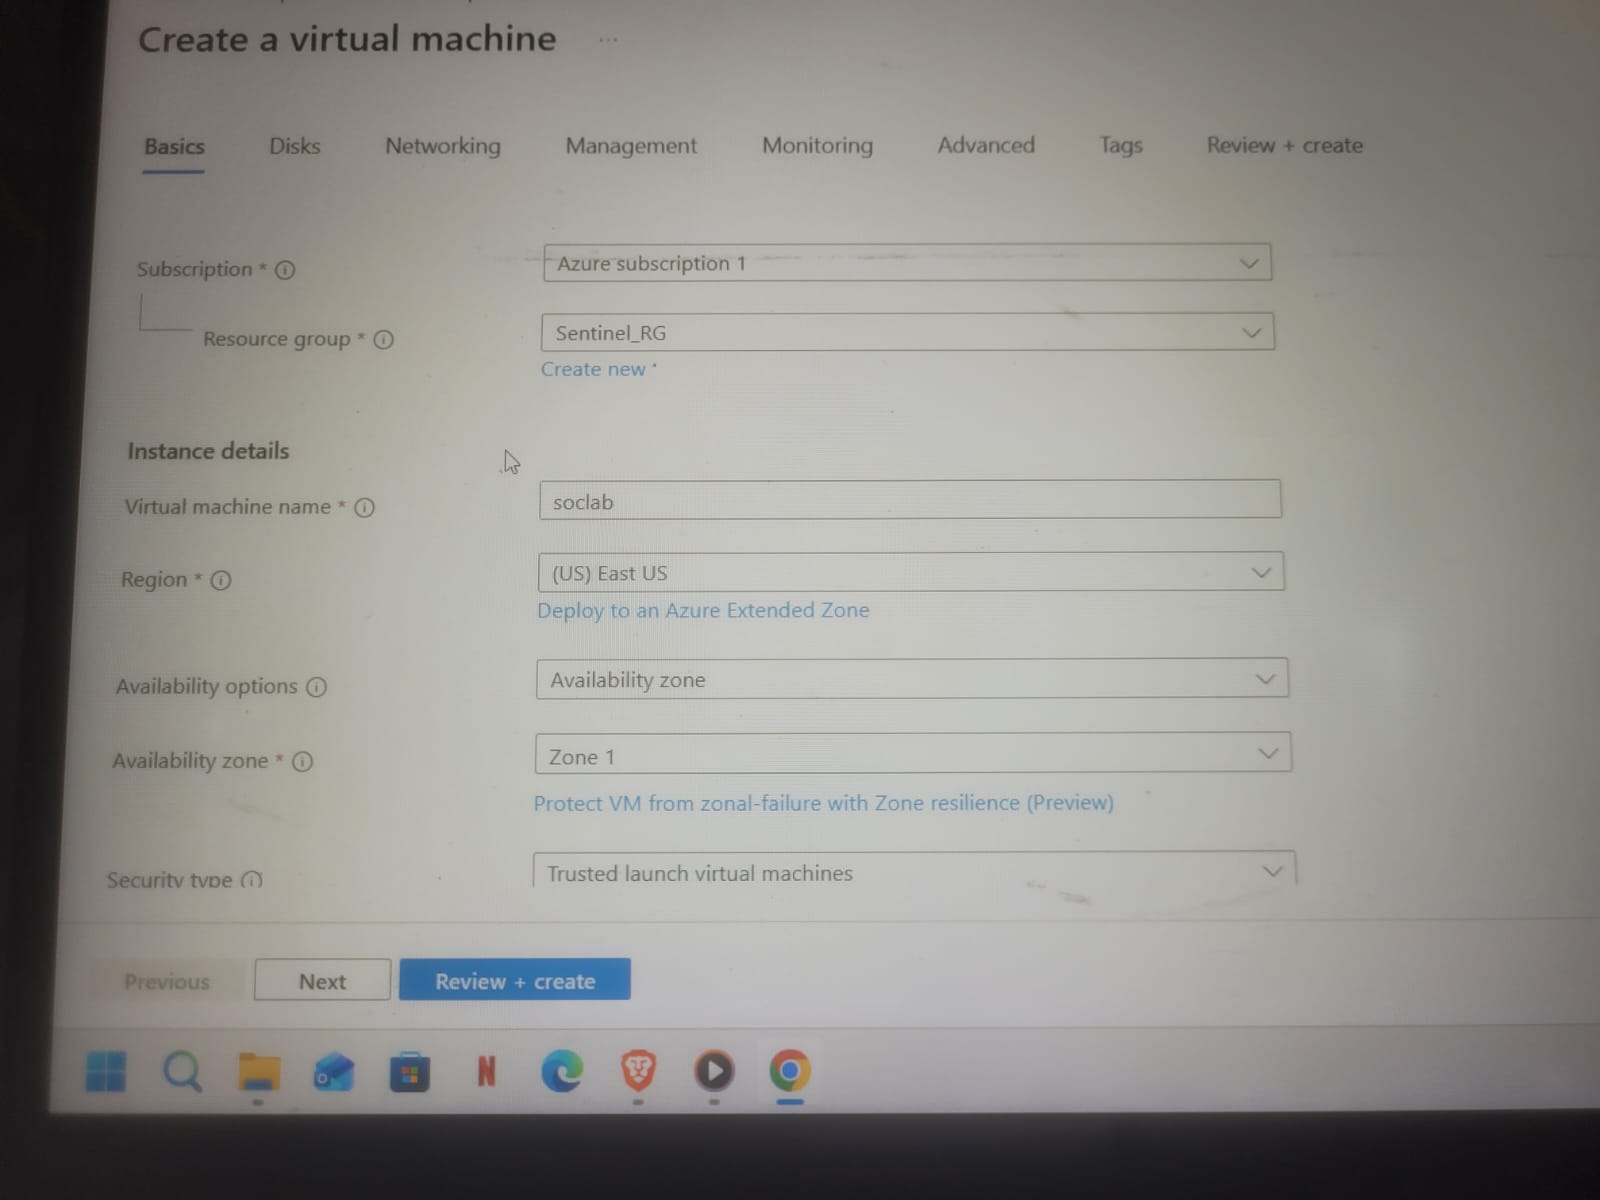 Create a virtual machine ...
Basics Disks Networking Management Monitoring Advanced Tags Review + create
Subscription * Azure subscription 1
Resource group * Sentinel_RG
Create new
Instance details
Virtual machine name * soclab
Region * (US) East US
Deploy to an Azure Extended Zone
Availability options Availability zone
Availability zone * Zone 1
Protect VM from zonal-failure with Zone resilience (Preview)
Security type Trusted launch virtual machines
Previous Next Review + create
N